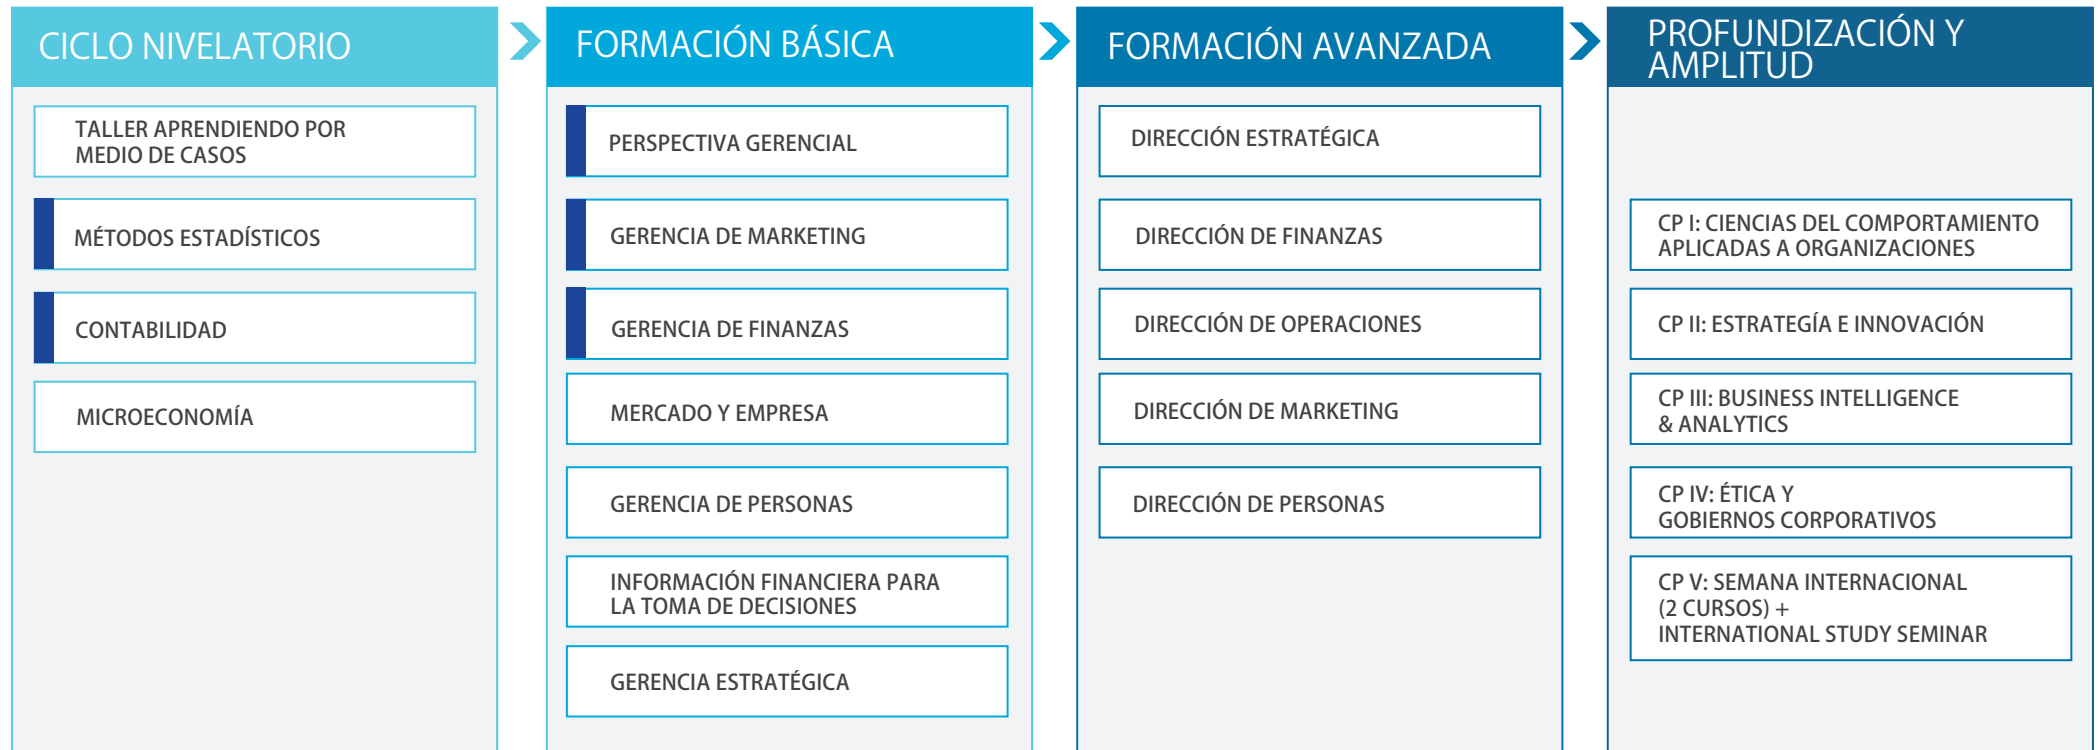 CICLO NIVELATORIO
TALLER APRENDIENDO POR
MEDIO DE CASOS
MÉTODOS ESTADÍSTICOS
CONTABILIDAD
MICROECONOMÍA
FORMACIÓN BÁSICA
PERSPECTIVA GERENCIAL
GERENCIA DE MARKETING
GERENCIA DE FINANZAS
MERCADO Y EMPRESA
GERENCIA DE PERSONAS
INFORMACIÓN FINANCIERA PARA
LA TOMA DE DECISIONES
GERENCIA ESTRATÉGICA
FORMACIÓN AVANZADA
DIRECCIÓN ESTRATÉGICA
DIRECCIÓN DE FINANZAS
DIRECCIÓN DE OPERACIONES
DIRECCIÓN DE MARKETING
DIRECCIÓN DE PERSONAS
PROFUNDIZACIÓN Y
AMPLITUD
CP I: CIENCIAS DEL COMPORTAMIENTO
APLICADAS A ORGANIZACIONES
CP II: ESTRATEGÍA E INNOVACIÓN
CP III: BUSINESS INTELLIGENCE
& ANALYTICS
CP IV: ÉTICA Y
GOBIERNOS CORPORATIVOS
CP V: SEMANA INTERNACIONAL
(2 CURSOS) +
INTERNATIONAL STUDY SEMINAR